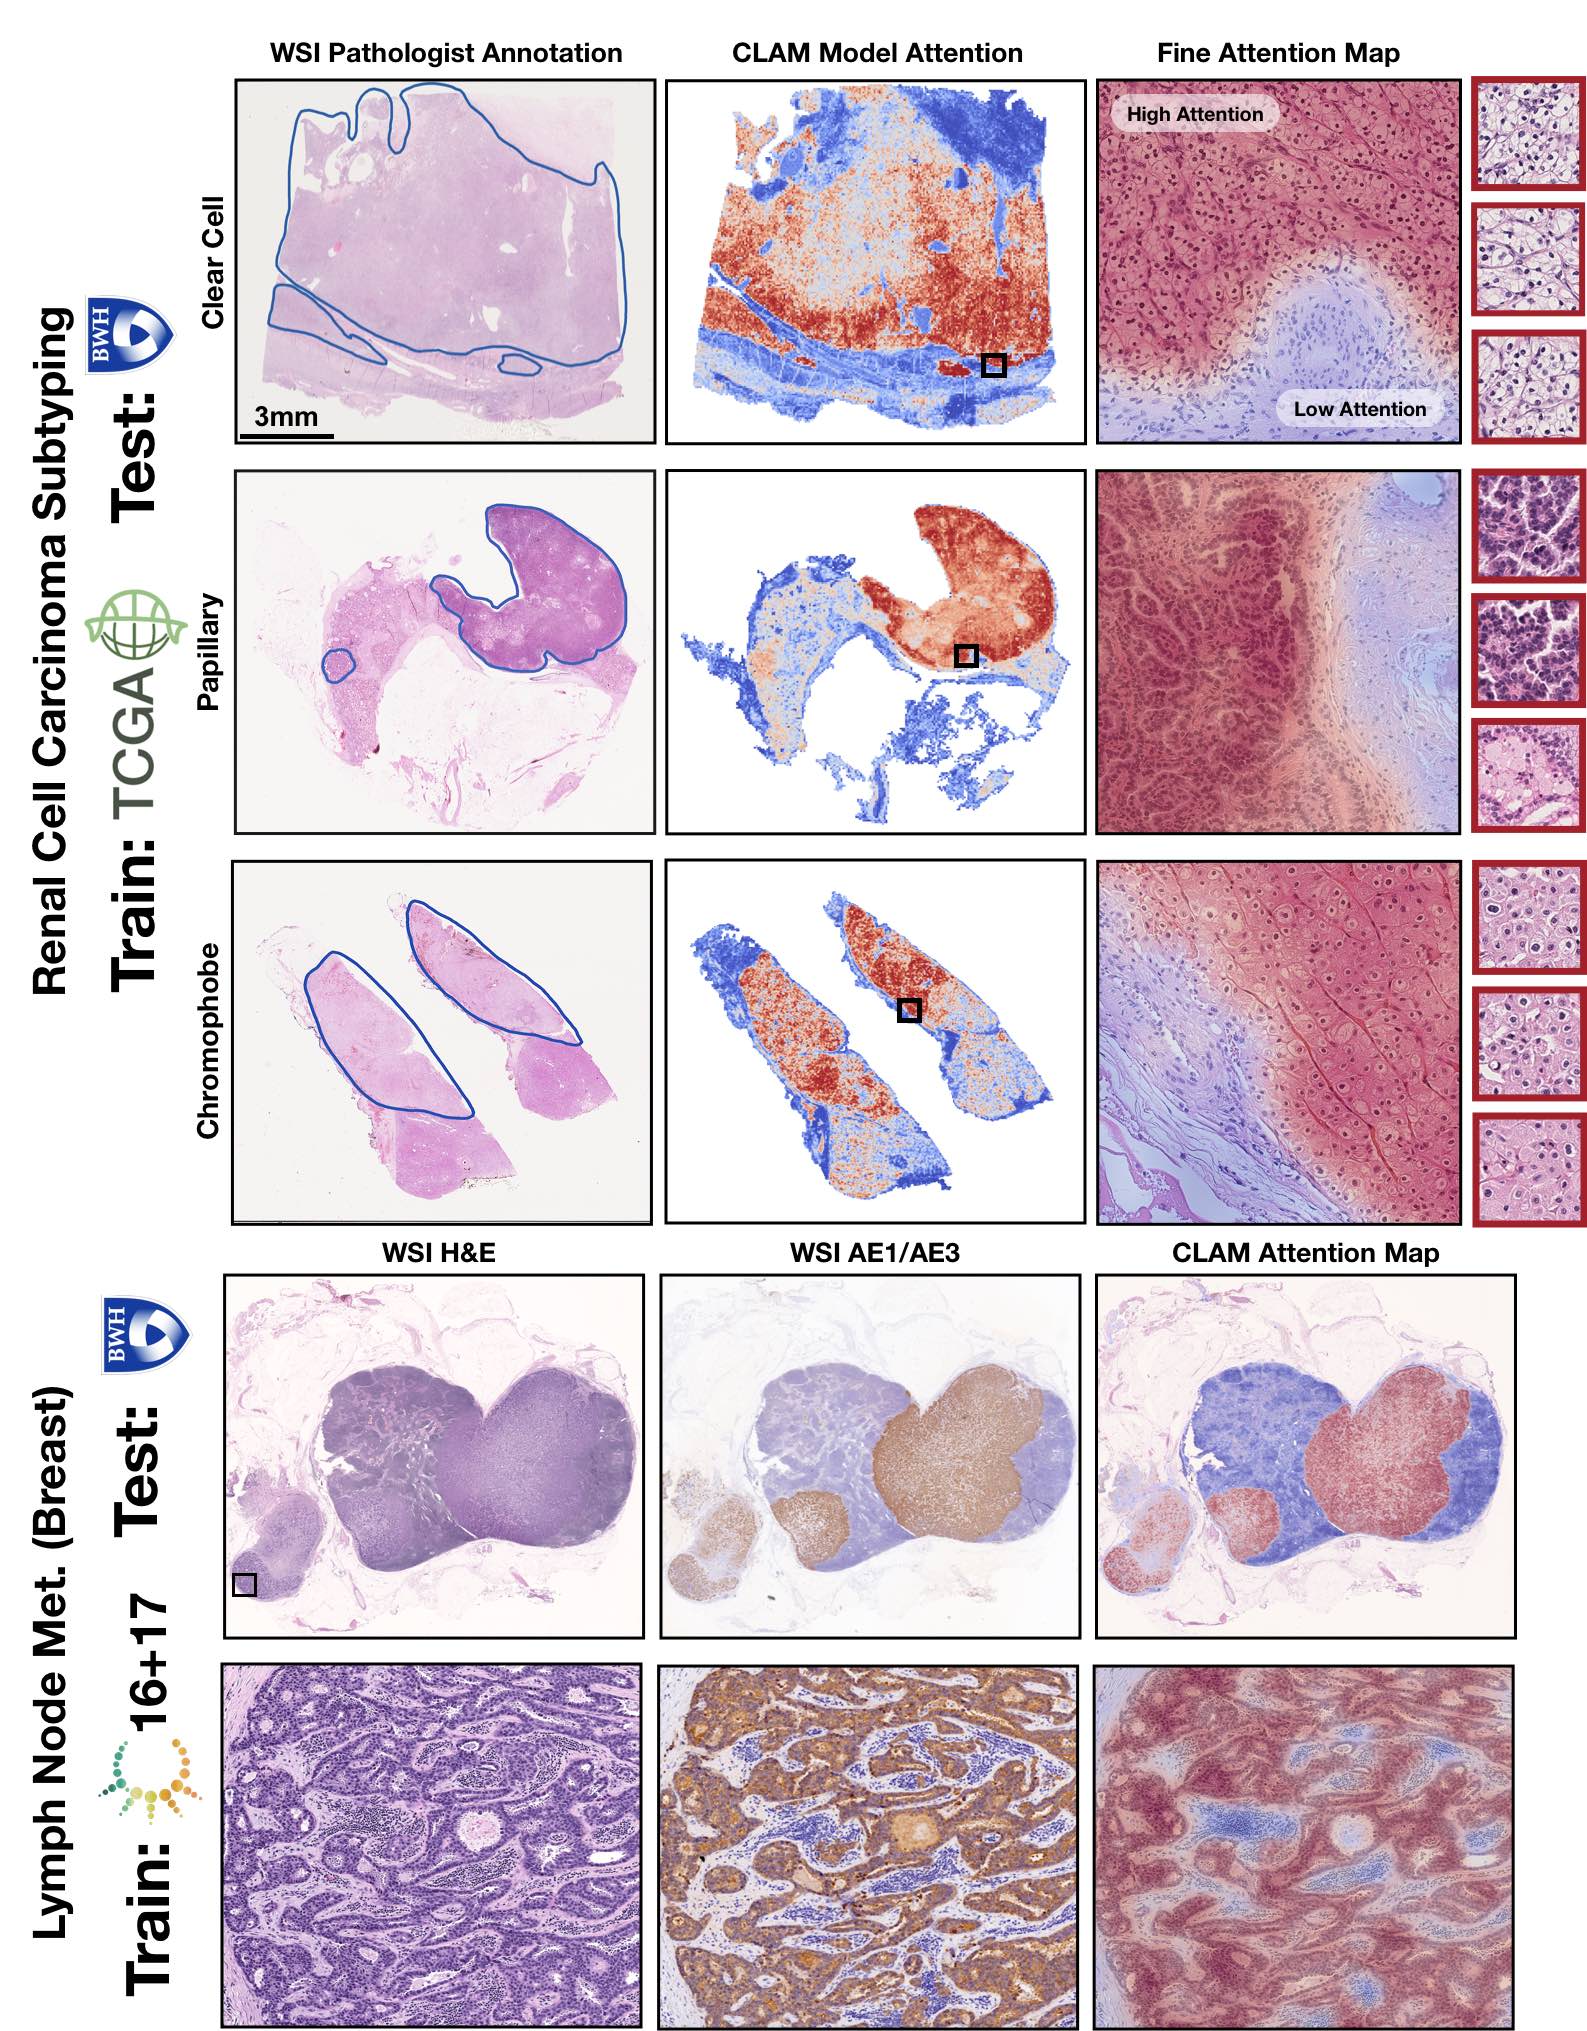 WSI Pathologist Annotation
CLAM Model Attention
Fine Attention Map
Renal Cell Carcinoma Subtyping
Train: TCGA Test: BWH
Clear Cell
3mm
High Attention
Low Attention
Papillary
Chromophobe
WSI H&E
WSI AE1/AE3
CLAM Attention Map
Lymph Node Met. (Breast)
Train: 16+17 Test: BWH